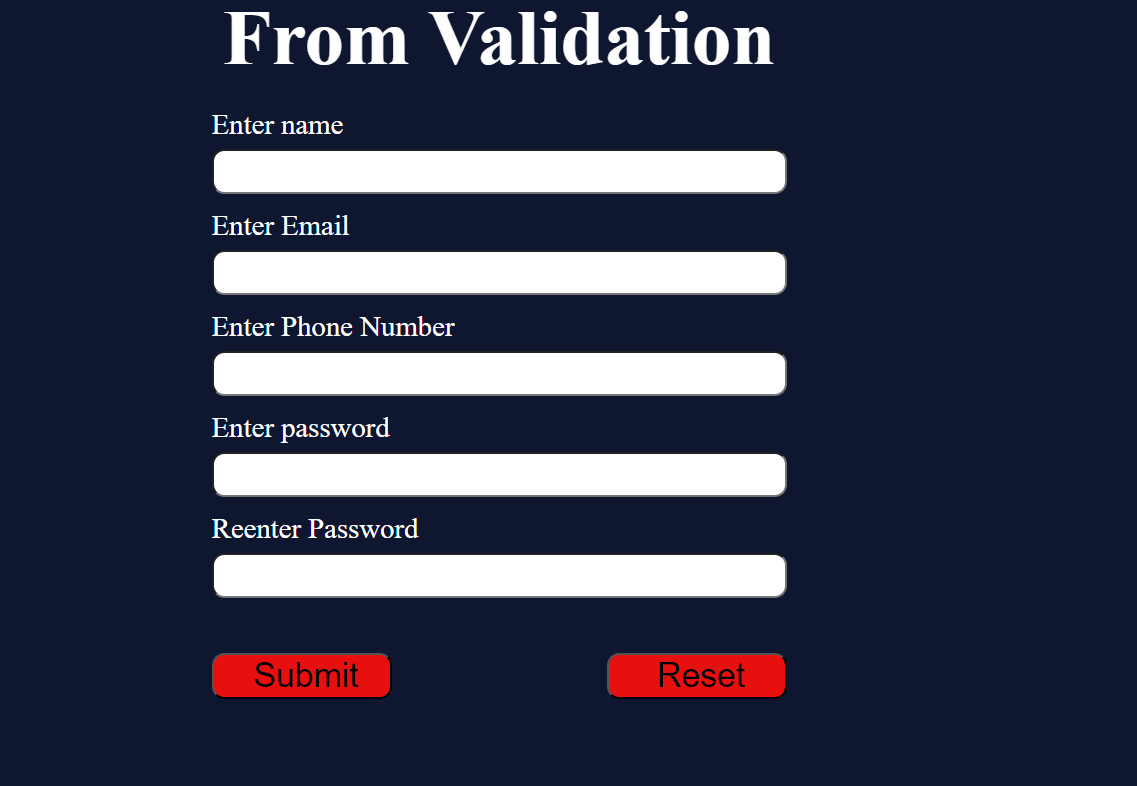 From Validation
Enter name
Enter Email
Enter Phone Number
Enter password
Reenter Password
Submit Reset